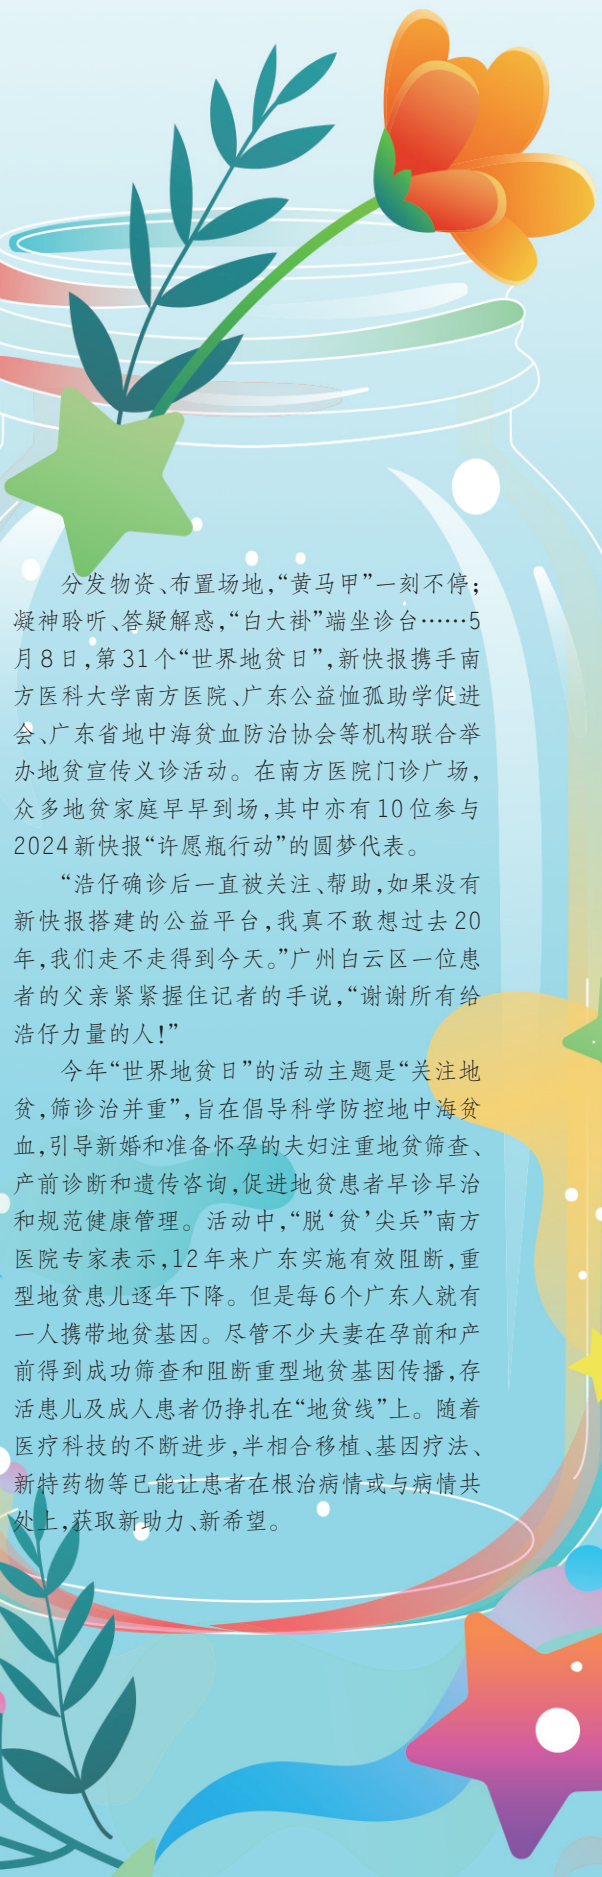 分发物资、布置场地,“黄马甲”一刻不停;
凝神聆听、答疑解惑,“白大褂”端坐诊台……5
月8日,第31个“世界地贫日”,新快报携手南
方医科大学南方医院、广东公益恤孤助学促进
会、广东省地中海贫血防治协会等机构联合举
办地贫宣传义诊活动。在南方医院门诊广场,
众多地贫家庭早早到场,其中亦有10位参与
2024新快报“许愿瓶行动”的圆梦代表。
“浩仔确诊后一直被关注、帮助,如果没有
新快报搭建的公益平台,我真不敢想过去20
年,我们走不走得到今天。”广州白云区一位患
者的父亲紧紧握住记者的手说,“谢谢所有给
浩仔力量的人!”
今年“世界地贫日”的活动主题是“关注地
贫,筛诊治并重”,旨在倡导科学防控地中海贫
血,引导新婚和准备怀孕的夫妇注重地贫筛查、
产前诊断和遗传咨询,促进地贫患者早诊早治
和规范健康管理。活动中,“脱‘贫’尖兵”南方
医院专家表示,12年来广东实施有效阻断,重
型地贫患儿逐年下降。但是每6个广东人就有
一人携带地贫基因。尽管不少夫妻在孕前和产
前得到成功筛查和阻断重型地贫基因传播,存
活患儿及成人患者仍挣扎在“地贫线”上。随着
医疗科技的不断进步,半相合移植、基因疗法、
新特药物等已能让患者在根治病情或与病情共
处上,获取新助力、新希望。